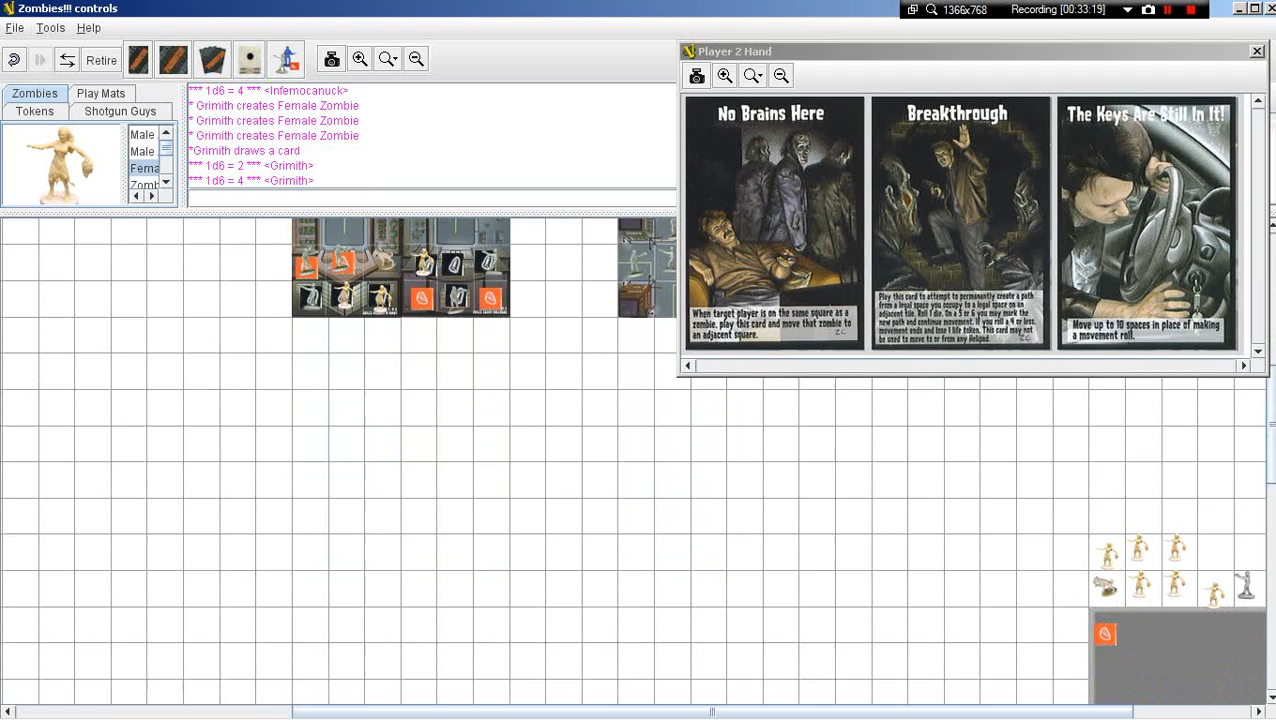 Zombies!!! controls
1366x768
Recording [00:33:19]
File Tools Help
Retire
Player 2 Hand
Zombies
Play Mats
Tokens
Shotgun Guys
Male
Male
Fema
Zomb
*** 1d6 = 4 *** <Infernocanuck>
* Grimith creates Female Zombie
* Grimith creates Female Zombie
* Grimith creates Female Zombie
*Grimith draws a card
*** 1d6 = 2 *** <Grimith>
*** 1d6 = 4 *** <Grimith>
No Brains Here
When target player is on the same square as a
zombie, play this card and move that zombie to
an adjacent square.
ZC
Breakthrough
Play this card to attempt to permanently create a path
from a legal space you occupy to a legal space on an
adjacent tile. Roll 1 die. On a 5 or 6 you may mark the
new path and continue movement. If you roll a 4 or less,
movement ends and lose 1 life token. This card may not
be used to move to or from any Helipad.
ZC
The Keys Are Still In It!
Move up to 10 spaces in place of making
a movement roll.